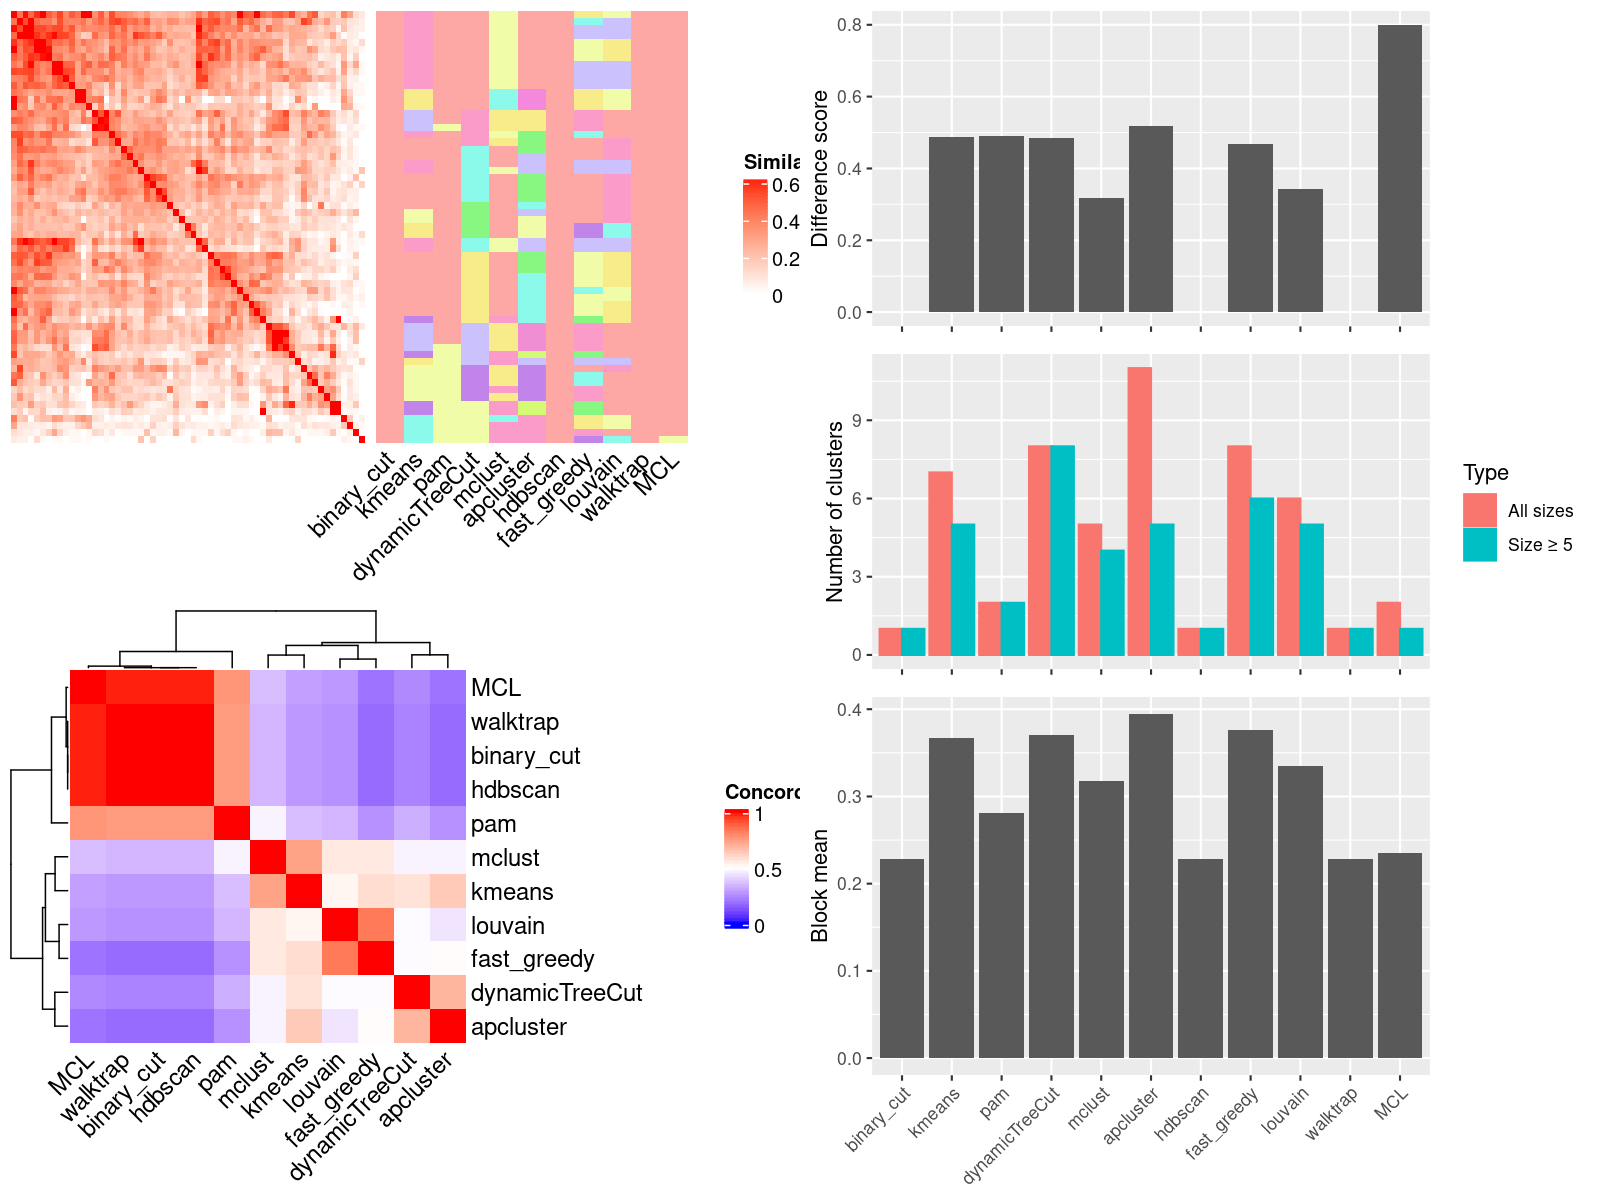 Simila
0.6
0.4
0.2
0
binary_cut
kmeans
pam
dynamicTreeCut
mclust
apcluster
hdbscan
fast_greedy
louvain
walktrap
MCL
Difference score
0.8
0.6
0.4
0.2
0.0
Number of clusters
9
6
3
0
Type
All sizes
Size ≥ 5
MCL
walktrap
binary_cut
hdbscan
pam
mclust
kmeans
louvain
fast_greedy
dynamicTreeCut
apcluster
MCL
walktrap
binary_cut
hdbscan
pam
mclust
kmeans
louvain
fast_greedy
dynamicTreeCut
apcluster
Concord
1
0.5
0
Block mean
0.4
0.3
0.2
0.1
0.0
binary_cut
kmeans
pam
dynamicTreeCut
mclust
apcluster
hdbscan
fast_greedy
louvain
walktrap
MCL